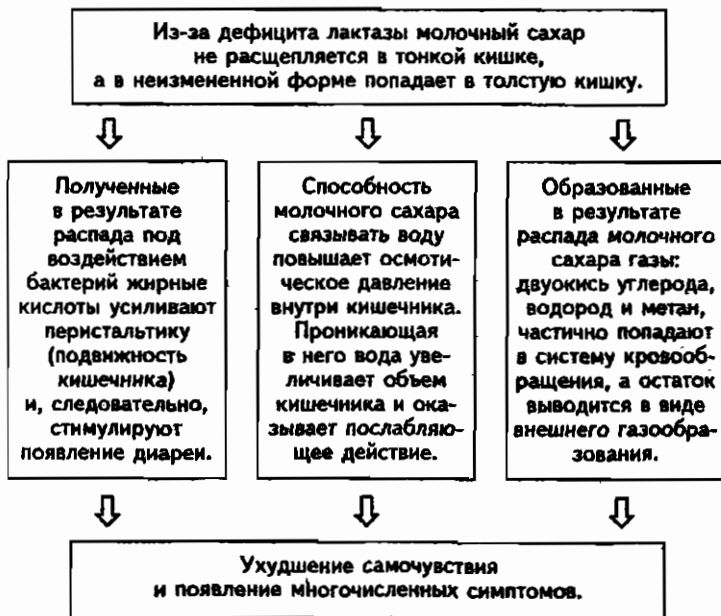 Из-за дефицита лактазы молочный сахар
не расщепляется в тонкой кишке,
а в неизмененной форме попадает в толстую кишку.
Полученные
в результате
распада под
воздействием
бактерий жирные
кислоты усиливают
перистальтику
(подвижность
кишечника)
и, следовательно,
стимулируют
появление диареи.
Способность
молочного сахара
связывать воду
повышает осмоти-
ческое давление
внутри кишечника.
Проникающая
в него вода уве-
личивает объем
кишечника и ока-
зывает послабляю-
щее действие.
Образованные
в результате
распада молочного
сахара газы:
двуокись углерода,
водород и метан,
частично попадают
в систему кровооб-
ращения, а остаток
выводится в виде
внешнего газообра-
зования.
Ухудшение самочувствия
и появление многочисленных симптомов.